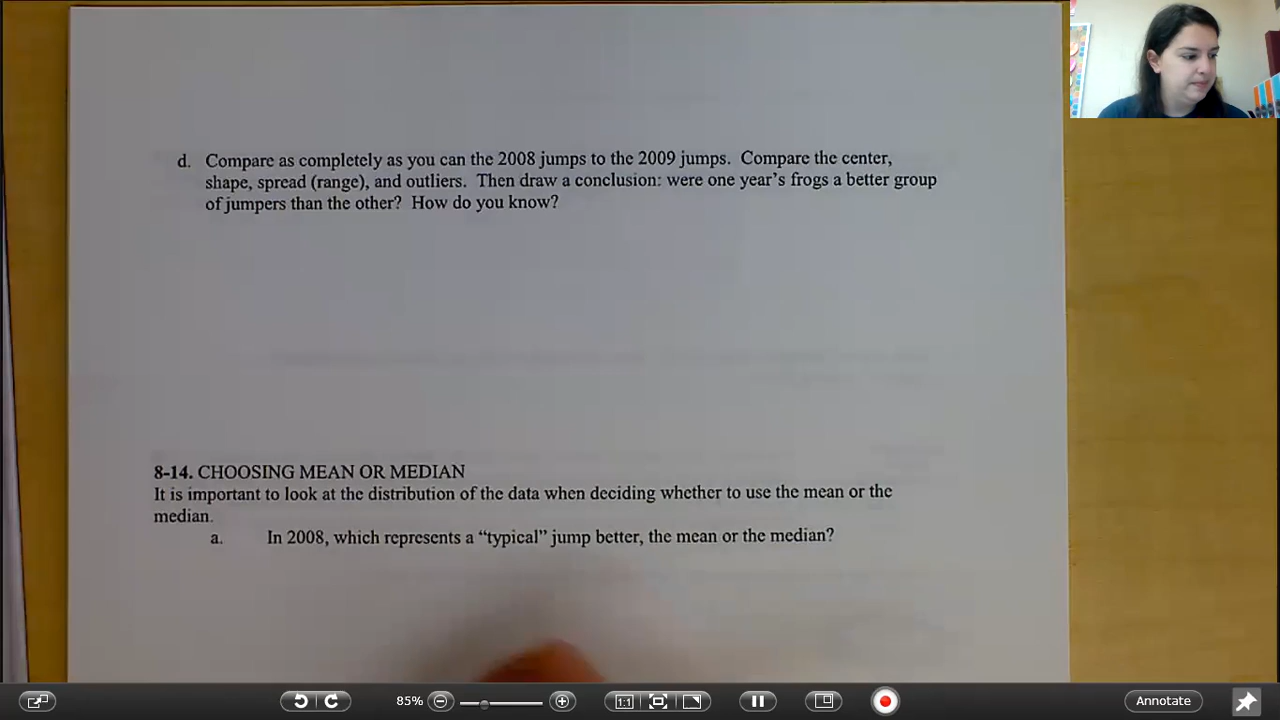 d. Compare as completely as you can the 2008 jumps to the 2009 jumps. Compare the center,
shape, spread (range), and outliers. Then draw a conclusion: were one year's frogs a better group
of jumpers than the other? How do you know?
8-14. CHOOSING MEAN OR MEDIAN
It is important to look at the distribution of the data when deciding whether to use the mean or the
median.
a. In 2008, which represents a “typical” jump better, the mean or the median?
85%
1:1
Annotate